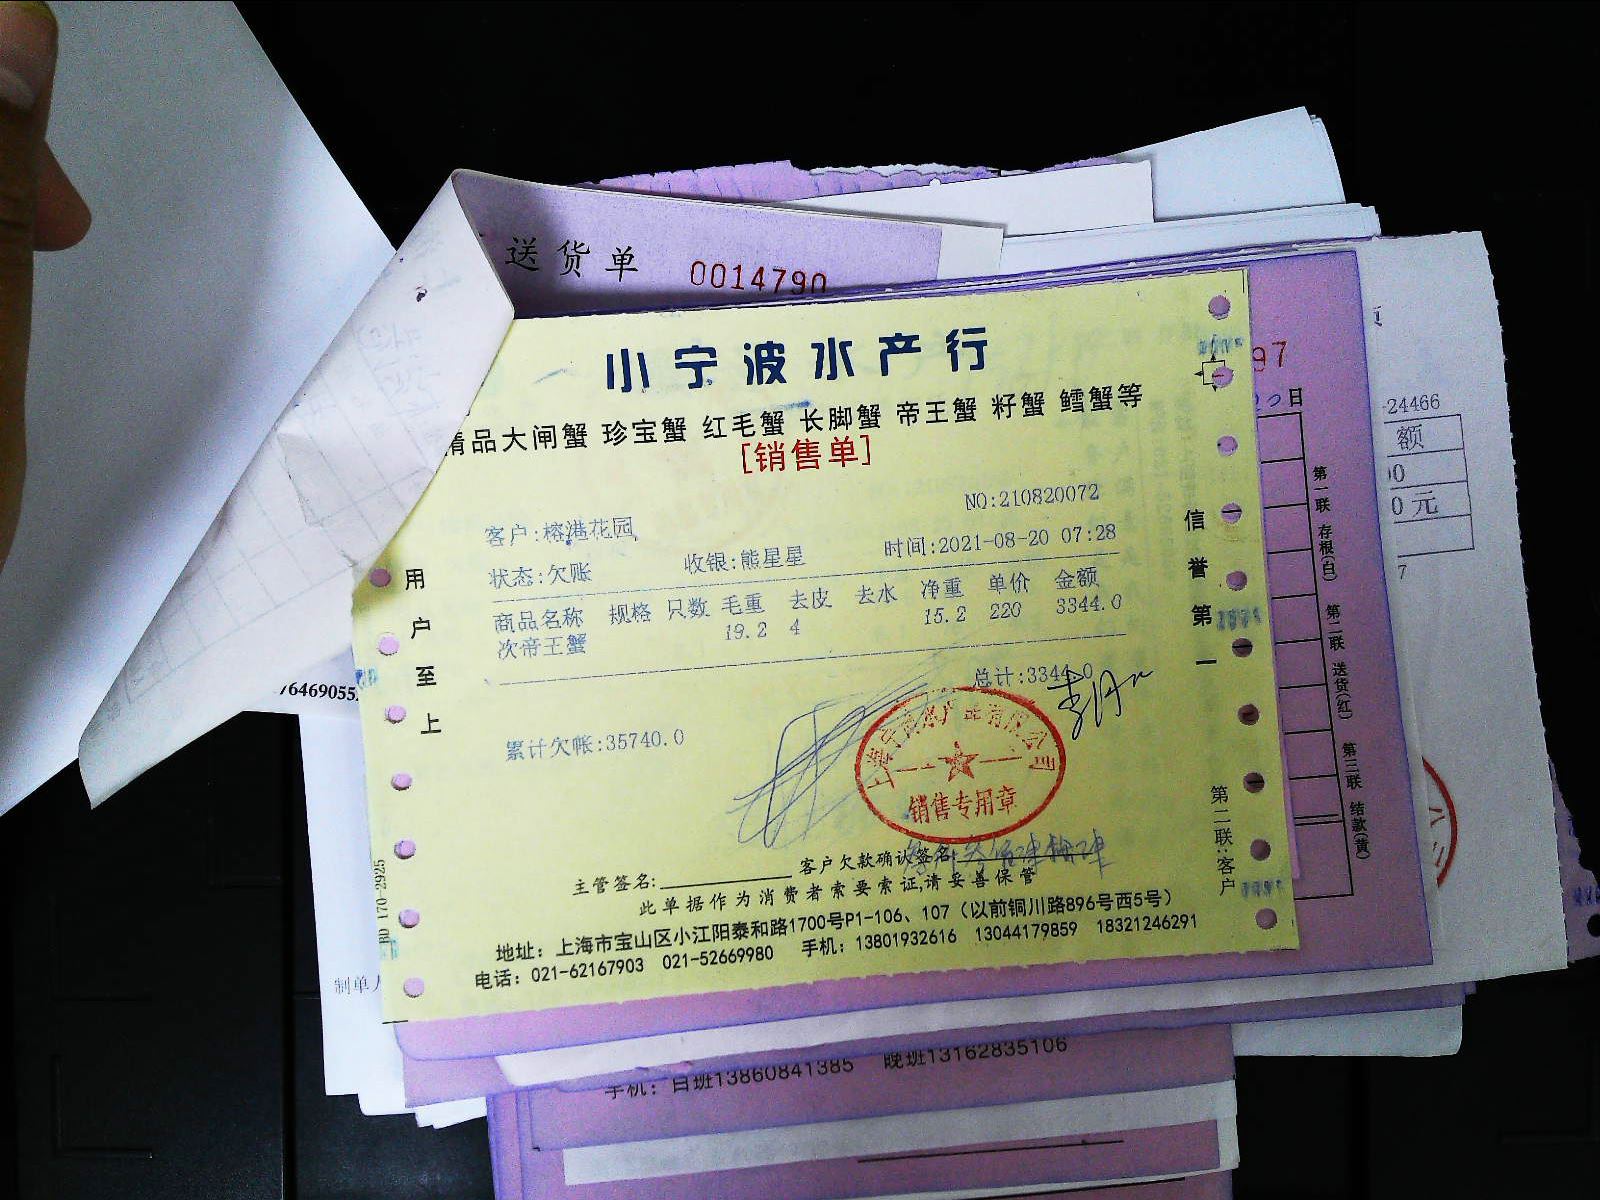 送货单 0014790
小宁波水产行
精品大闸蟹 珍宝蟹 红毛蟹 长脚蟹 帝王蟹 籽蟹 鳕蟹等
[销售单]
NO:210820072
客户:榕港花园
状态:欠账 收银:熊星星 时间:2021-08-20 07:28
商品名称 规格 只数 毛重 去皮 去水 净重 单价 金额
次帝王蟹 19.2 4 15.2 220 3344.0
总计:3344.0
累计欠帐:35740.0
销售专用章
主管签名: 客户欠款确认签名:
此单据作为消费者索要索证,请妥善保管
地址：上海市宝山区小江阳泰和路1700号P1-106、107（以前铜川路896号西5号）
电话：021-62167903 021-52669980 手机：13801932616 13044179859 18321246291
用户至上
信誉第一
第二联:客户
170-2925
97
日
第一联 存根(白) 第二联 送货(红) 第三联 结款(黄)
-24466
额
0元
7
制单人
手机：白班13860841385 晚班13162835106